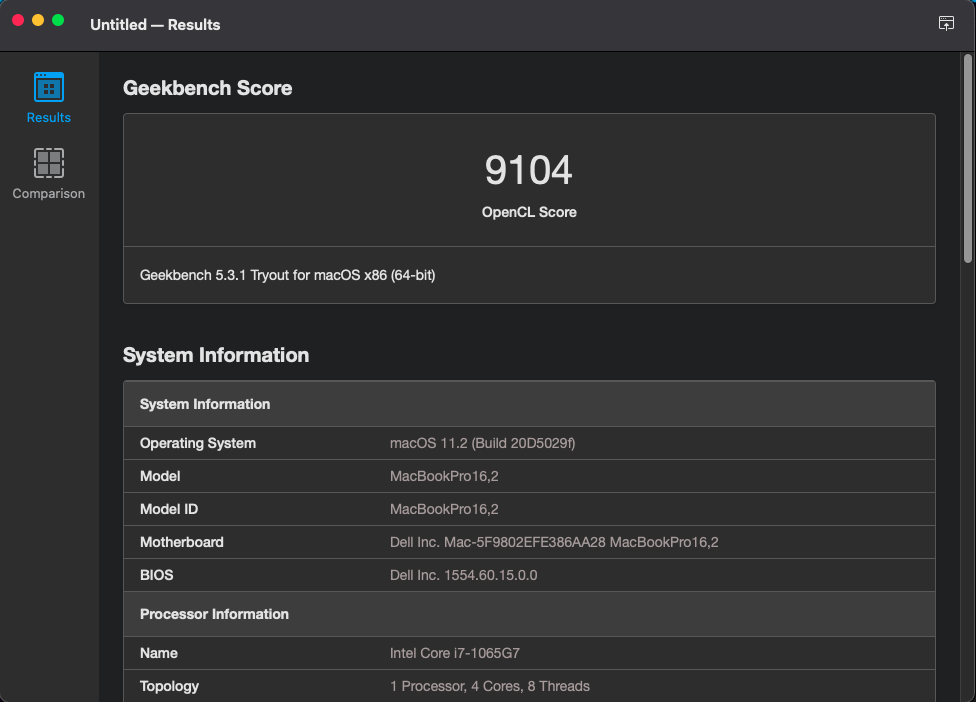 Untitled — Results
Results
Comparison
Geekbench Score
9104
OpenCL Score
Geekbench 5.3.1 Tryout for macOS x86 (64-bit)
System Information
System Information
Operating System macOS 11.2 (Build 20D5029f)
Model MacBookPro16,2
Model ID MacBookPro16,2
Motherboard Dell Inc. Mac-5F9802EFE386AA28 MacBookPro16,2
BIOS Dell Inc. 1554.60.15.0.0
Processor Information
Name Intel Core i7-1065G7
Topology 1 Processor, 4 Cores, 8 Threads